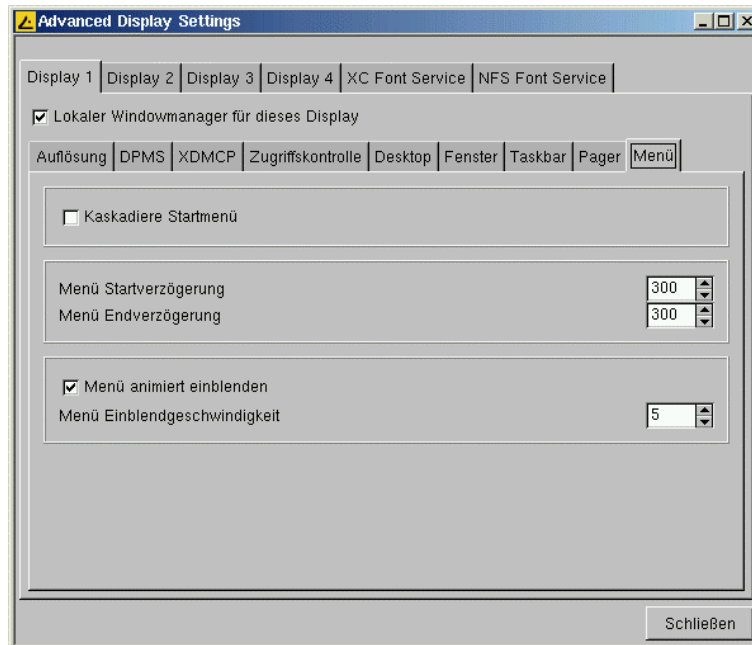 Advanced Display Settings
Display 1 Display 2 Display 3 Display 4 XC Font Service NFS Font Service
Lokaler Windowmanager für dieses Display
Auflösung DPMS XDMCP Zugriffskontrolle Desktop Fenster Taskbar Pager Menü
Kaskadiere Startmenü
Menü Startverzögerung 300
Menü Endverzögerung 300
Menü animiert einblenden
Menü Einblendgeschwindigkeit 5
Schließen